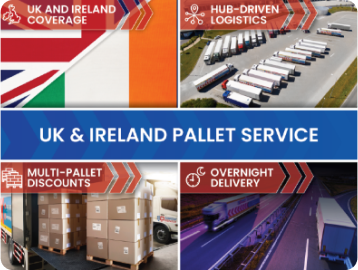 UK AND IRELAND
COVERAGE
HUB-DRIVEN
LOGISTICS
UK & IRELAND PALLET SERVICE
MULTI-PALLET
DISCOUNTS
OVERNIGHT
DELIVERY